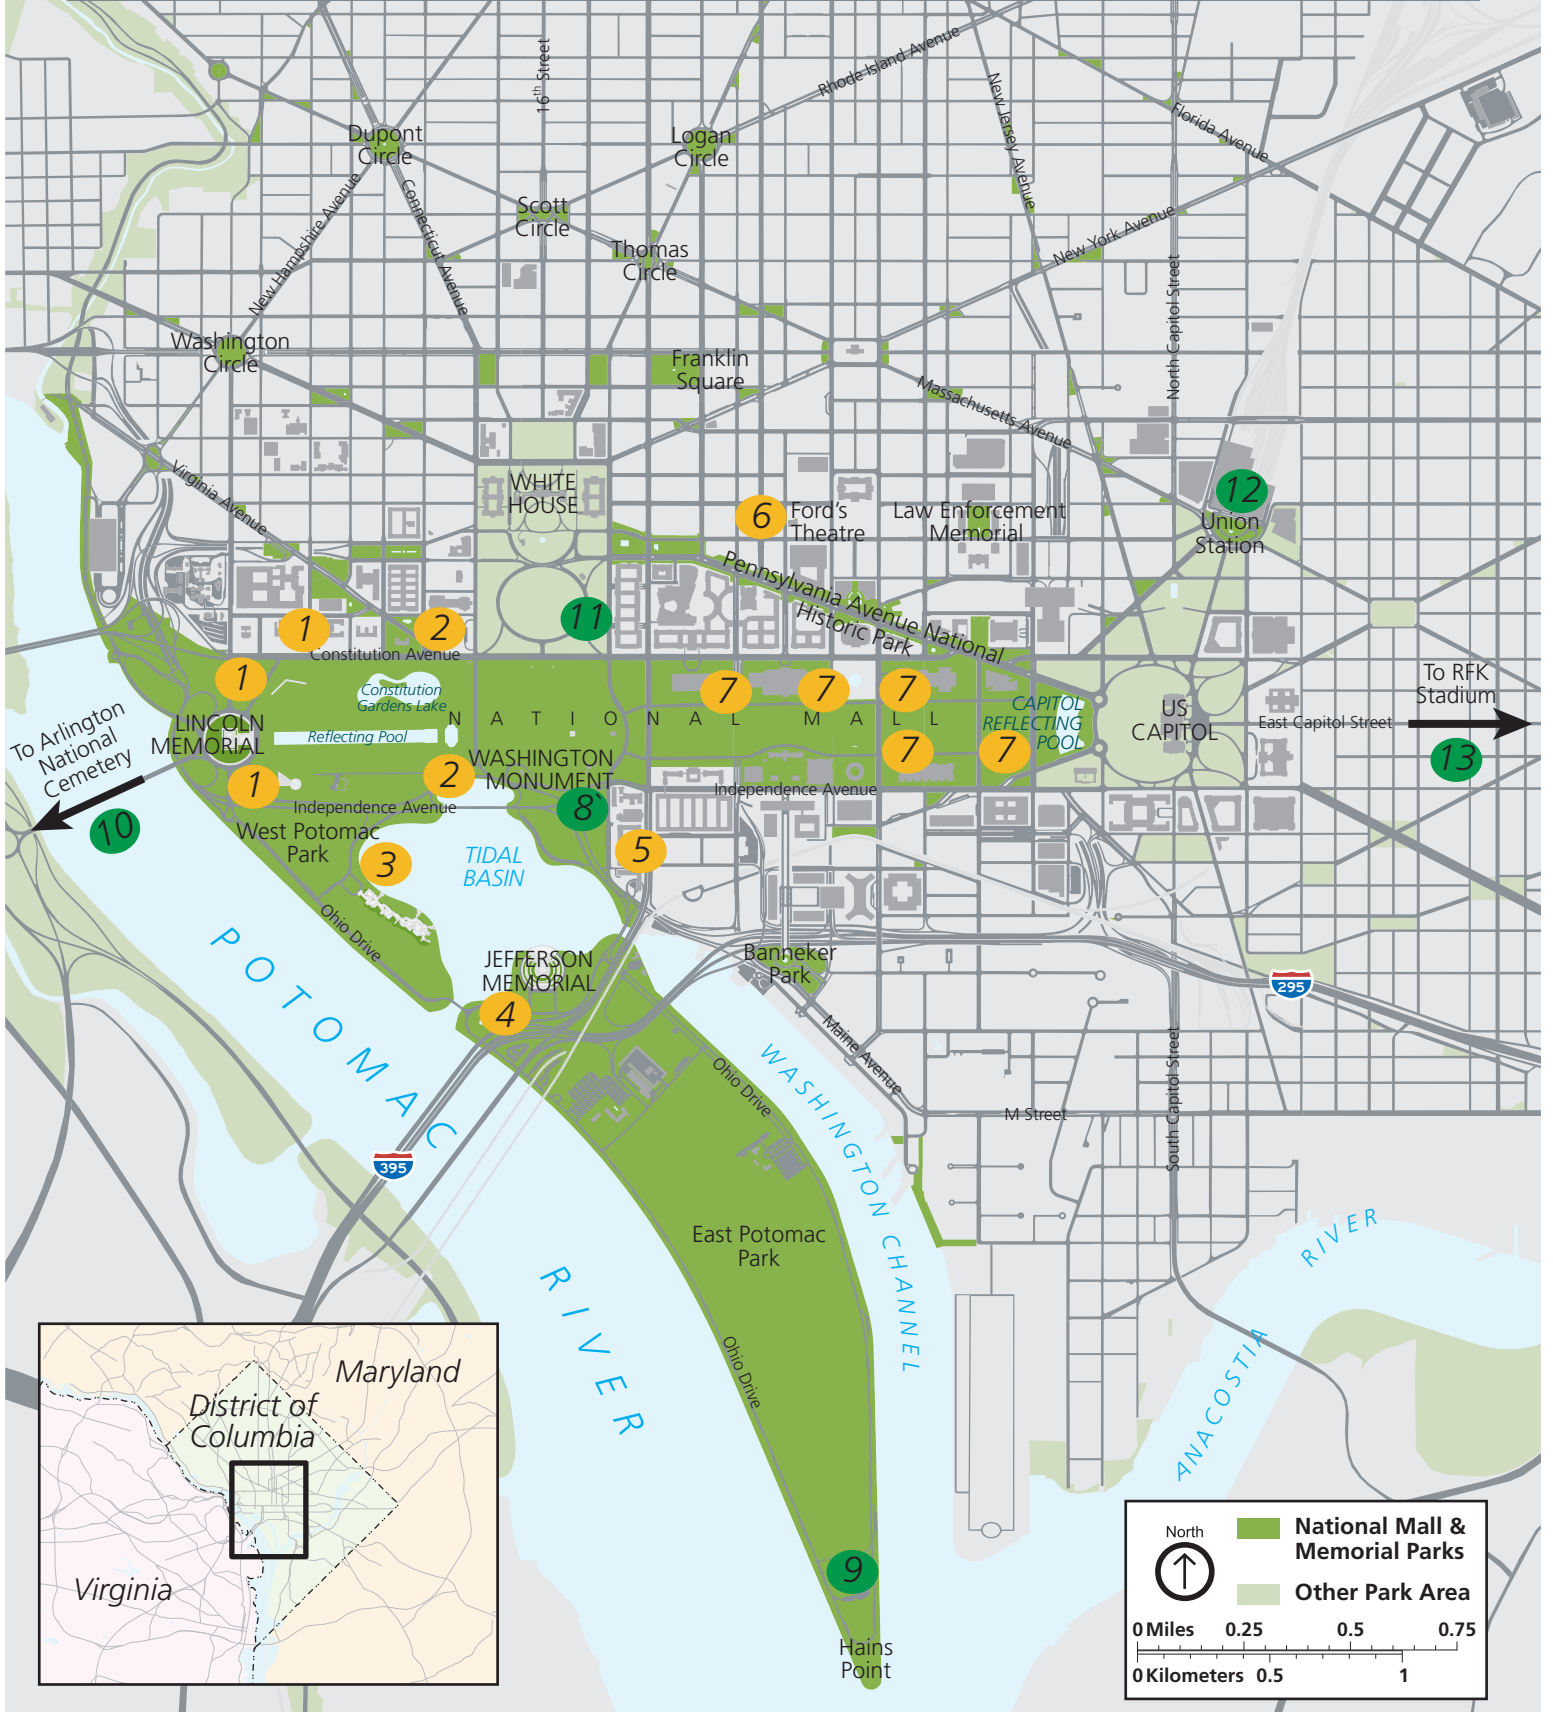 16th Street
Rhode Island Avenue
New Jersey Avenue
Florida Avenue
Dupont
Circle
Logan
Circle
New Hampshire Avenue
Connecticut Avenue
Scott
Circle
Thomas
Circle
New York Avenue
North Capitol Street
Washington
Circle
Franklin
Square
Massachusetts Avenue
Virginia Avenue
WHITE
HOUSE
6
Ford's
Theatre
Law Enforcement
Memorial
12
Union
Station
Pennsylvania Avenue National
Historic Park
1
2
11
Constitution Avenue
1
Constitution
Gardens Lake
7
7
7
NATIONAL MALL
CAPITOL
REFLECTING
POOL
US
CAPITOL
To RFK
Stadium
East Capitol Street
13
To Arlington
National
Cemetery
10
LINCOLN
MEMORIAL
Reflecting Pool
1
2
WASHINGTON
MONUMENT
7
7
Independence Avenue
Independence Avenue
8`
West Potomac
Park
3
TIDAL
BASIN
5
Ohio Drive
JEFFERSON
MEMORIAL
4
Banneker
Park
295
Maine Avenue
POTOMAC
RIVER
395
WASHINGTON CHANNEL
Ohio Drive
M Street
South Capitol Street
East Potomac
Park
Ohio Drive
ANACOSTIA
RIVER
9
Hains
Point
Maryland
District of
Columbia
Virginia
North
National Mall &
Memorial Parks
Other Park Area
0 Miles 0.25 0.5 0.75
0 Kilometers 0.5 1